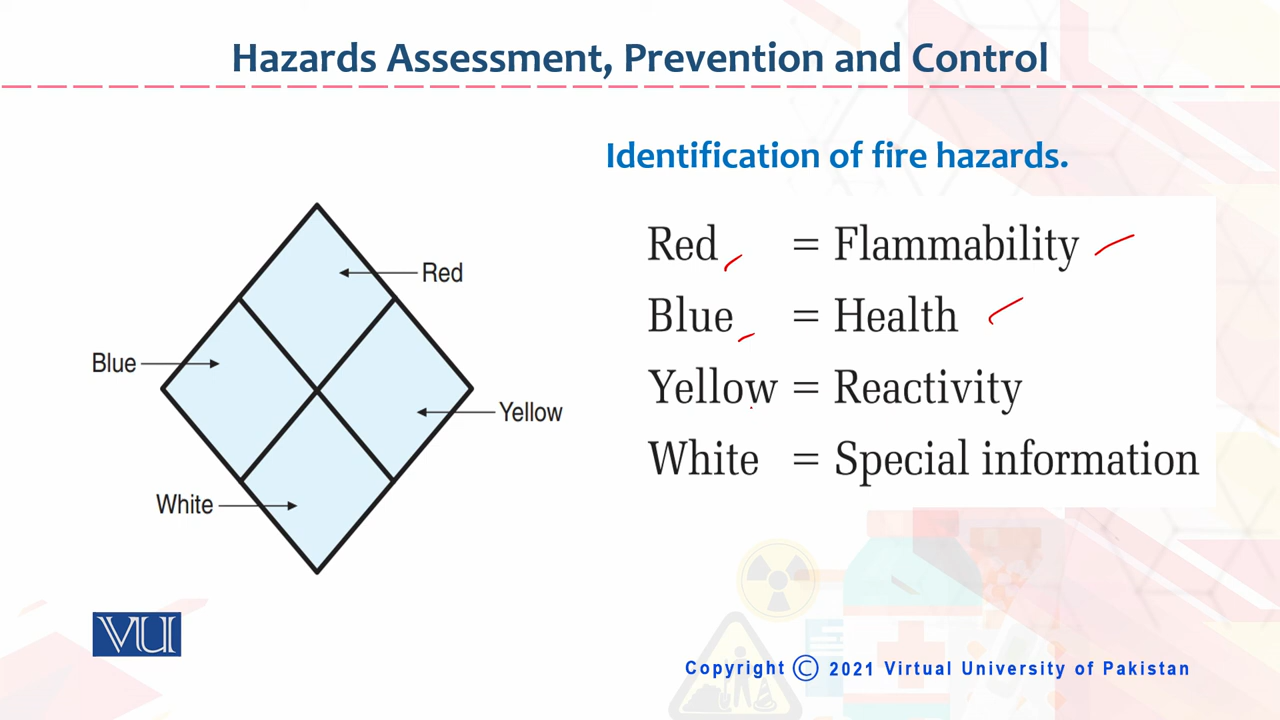 Hazards Assessment, Prevention and Control
Identification of fire hazards.
Red
Blue
Yellow
White
Red = Flammability
Blue = Health
Yellow = Reactivity
White = Special information
VU
Copyright © 2021 Virtual University of Pakistan